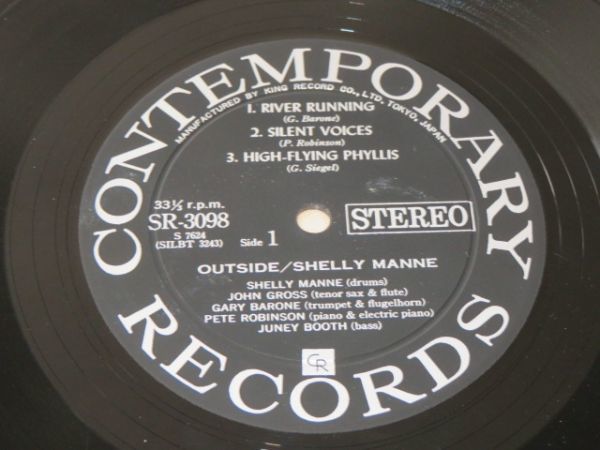 CONTEMPORARY
MANUFACTURED BY KING RECORD CO., LTD, TOKYO, JAPAN
1. RIVER RUNNING
(G. Barone)
2. SILENT VOICES
(P. Robinson)
3. HIGH-FLYING PHYLLIS
(G. Siegel)
33⅓ r.p.m.
SR-3098
S 7624
(SILBT 3243)
Side 1
STEREO
OUTSIDE/SHELLY MANNE
SHELLY MANNE (drums)
JOHN GROSS (tenor sax & flute)
GARY BARONE (trumpet & flugelhorn)
PETE ROBINSON (piano & electric piano)
JUNEY BOOTH (bass)
CR
RECORDS